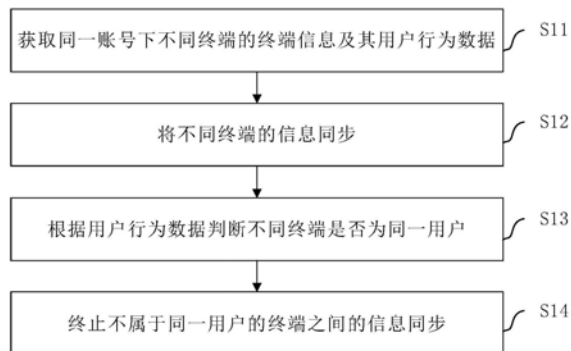 获取同一账号下不同终端的终端信息及其用户行为数据
S11
将不同终端的信息同步
S12
根据用户行为数据判断不同终端是否为同一用户
S13
终止不属于同一用户的终端之间的信息同步
S14